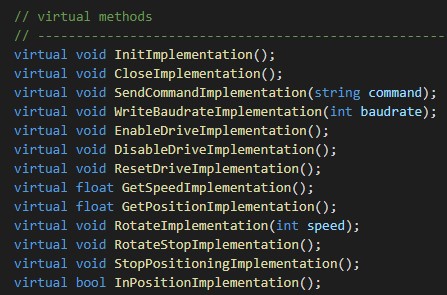 // virtual methods
// -----------------------------------------------------
virtual void InitImplementation();
virtual void CloseImplementation();
virtual void SendCommandImplementation(string command);
virtual void WriteBaudrateImplementation(int baudrate);
virtual void EnableDriveImplementation();
virtual void DisableDriveImplementation();
virtual void ResetDriveImplementation();
virtual float GetSpeedImplementation();
virtual float GetPositionImplementation();
virtual void RotateImplementation(int speed);
virtual void RotateStopImplementation();
virtual void StopPositioningImplementation();
virtual bool InPositionImplementation();